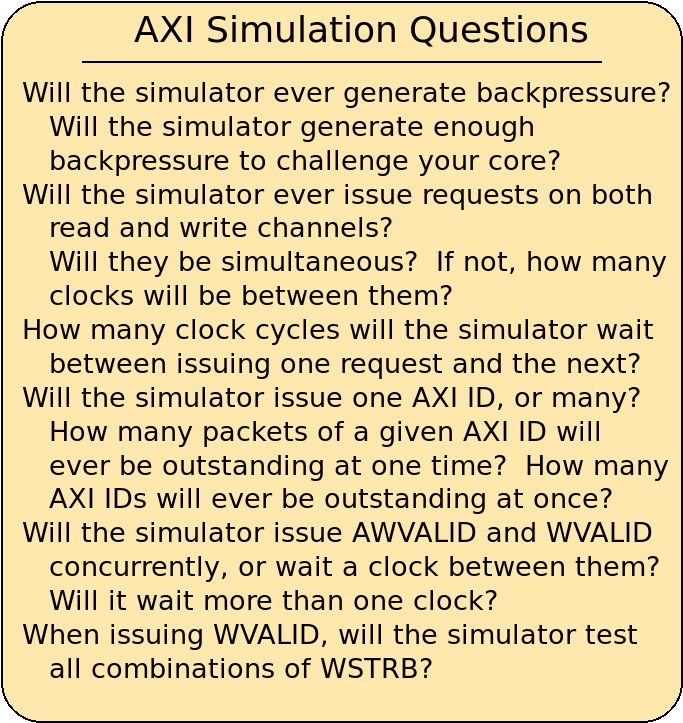 AXI Simulation Questions
Will the simulator ever generate backpressure?
Will the simulator generate enough
backpressure to challenge your core?
Will the simulator ever issue requests on both
read and write channels?
Will they be simultaneous?  If not, how many
clocks will be between them?
How many clock cycles will the simulator wait
between issuing one request and the next?
Will the simulator issue one AXI ID, or many?
How many packets of a given AXI ID will
ever be outstanding at one time?  How many
AXI IDs will ever be outstanding at once?
Will the simulator issue AWVALID and WVALID
concurrently, or wait a clock between them?
Will it wait more than one clock?
When issuing WVALID, will the simulator test
all combinations of WSTRB?